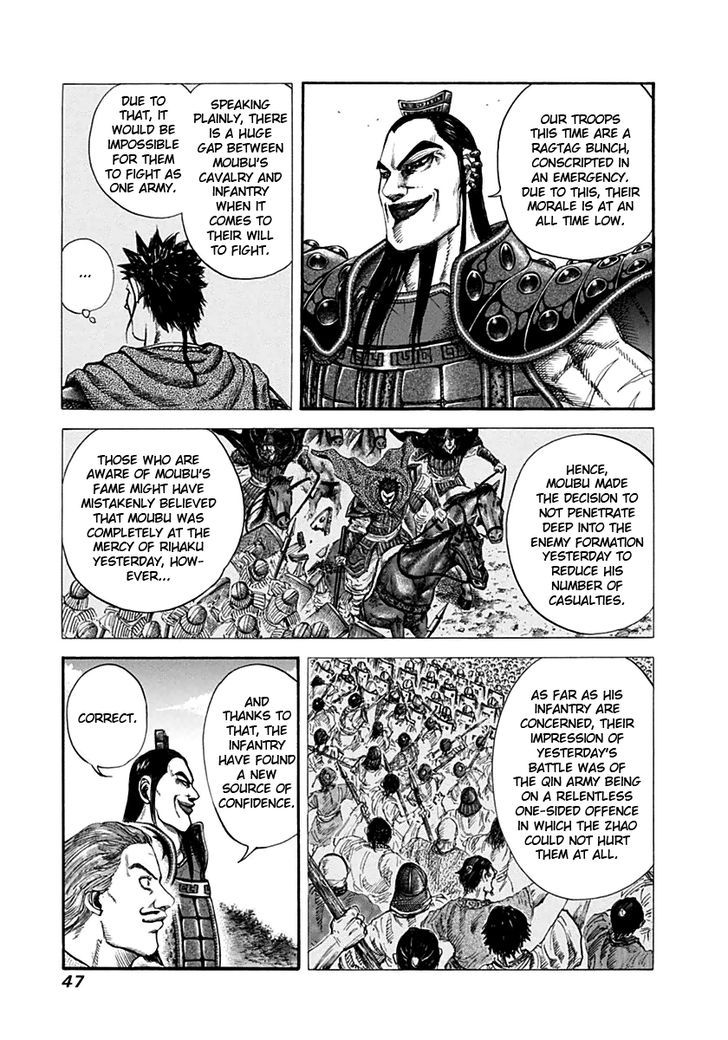 OUR TROOPS
THIS TIME ARE A
RAGTAG BUNCH,
CONSCRIPTED IN
AN EMERGENCY.
DUE TO THIS, THEIR
MORALE IS AT AN
ALL TIME LOW.
SPEAKING
PLAINLY, THERE
IS A HUGE
GAP BETWEEN
MOUBU'S
CAVALRY AND
INFANTRY
WHEN IT
COMES TO
THEIR WILL
TO FIGHT.
DUE TO
THAT, IT
WOULD BE
IMPOSSIBLE
FOR THEM
TO FIGHT AS
ONE ARMY.
...
HENCE,
MOUBU MADE
THE DECISION TO
NOT PENETRATE
DEEP INTO THE
ENEMY FORMATION
YESTERDAY TO
REDUCE HIS
NUMBER OF
CASUALTIES.
THOSE WHO ARE
AWARE OF MOUBU'S
FAME MIGHT HAVE
MISTAKENLY BELIEVED
THAT MOUBU WAS
COMPLETELY AT THE
MERCY OF RIHAKU
YESTERDAY, HOW-
EVER...
AS FAR AS HIS
INFANTRY ARE
CONCERNED, THEIR
IMPRESSION OF
YESTERDAY'S
BATTLE WAS OF
THE QIN ARMY BEING
ON A RELENTLESS
ONE-SIDED OFFENCE
IN WHICH THE ZHAO
COULD NOT HURT
THEM AT ALL.
AND
THANKS TO
THAT, THE
INFANTRY
HAVE FOUND
A NEW
SOURCE OF
CONFIDENCE.
CORRECT.
47